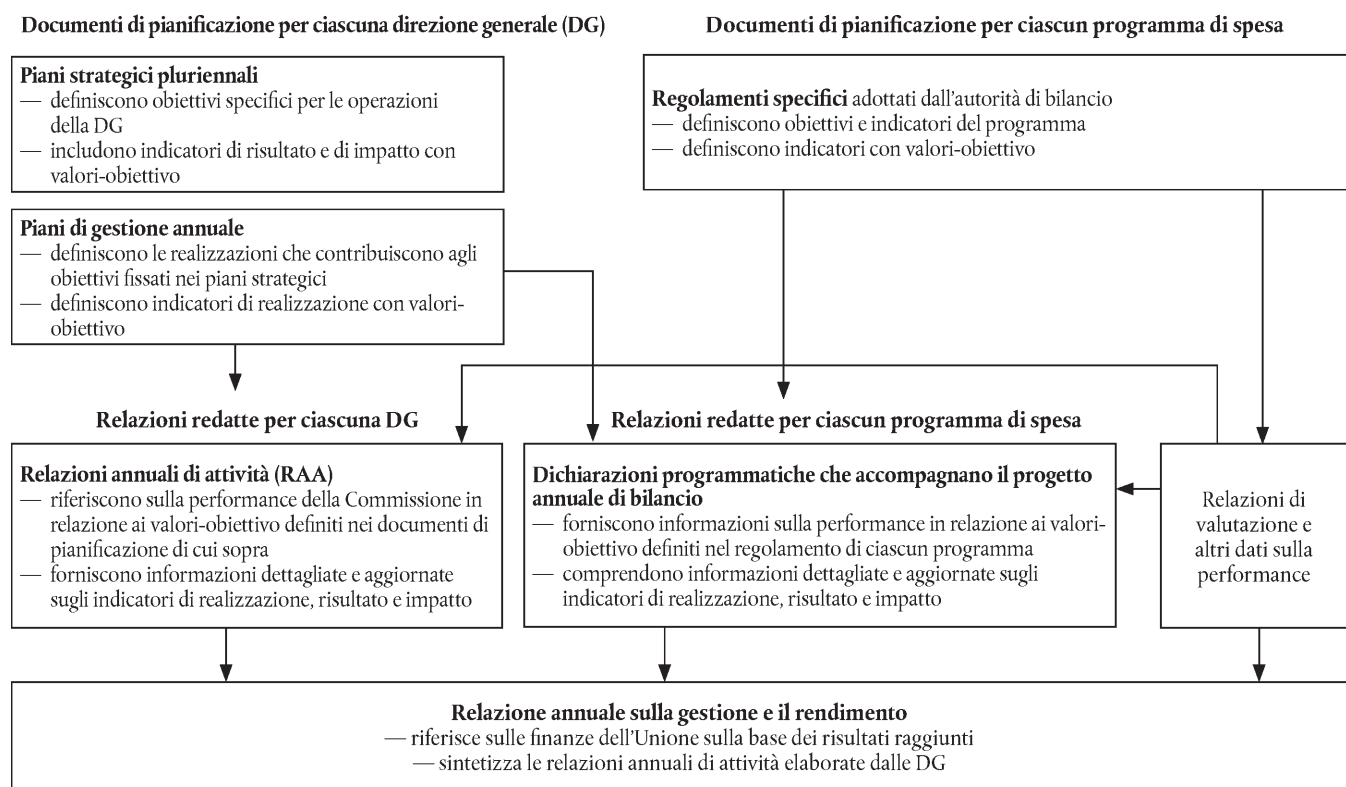 Documenti di pianificazione per ciascuna direzione generale (DG)
Documenti di pianificazione per ciascun programma di spesa
Piani strategici pluriennali
— definiscono obiettivi specifici per le operazioni
della DG
— includono indicatori di risultato e di impatto con
valori-obiettivo
Regolamenti specifici adottati dall'autorità di bilancio
— definiscono obiettivi e indicatori del programma
— definiscono indicatori con valori-obiettivo
Piani di gestione annuale
— definiscono le realizzazioni che contribuiscono agli
obiettivi fissati nei piani strategici
— definiscono indicatori di realizzazione con valori-
obiettivo
Relazioni redatte per ciascuna DG
Relazioni redatte per ciascun programma di spesa
Relazioni annuali di attività (RAA)
— riferiscono sulla performance della Commissione in
relazione ai valori-obiettivo definiti nei documenti di
pianificazione di cui sopra
— forniscono informazioni dettagliate e aggiornate
sugli indicatori di realizzazione, risultato e impatto
Dichiarazioni programmatiche che accompagnano il progetto
annuale di bilancio
— forniscono informazioni sulla performance in relazione ai valori-
obiettivo definiti nel regolamento di ciascun programma
— comprendono informazioni dettagliate e aggiornate sugli
indicatori di realizzazione, risultato e impatto
Relazioni di
valutazione e
altri dati sulla
performance
Relazione annuale sulla gestione e il rendimento
— riferisce sulle finanze dell'Unione sulla base dei risultati raggiunti
— sintetizza le relazioni annuali di attività elaborate dalle DG